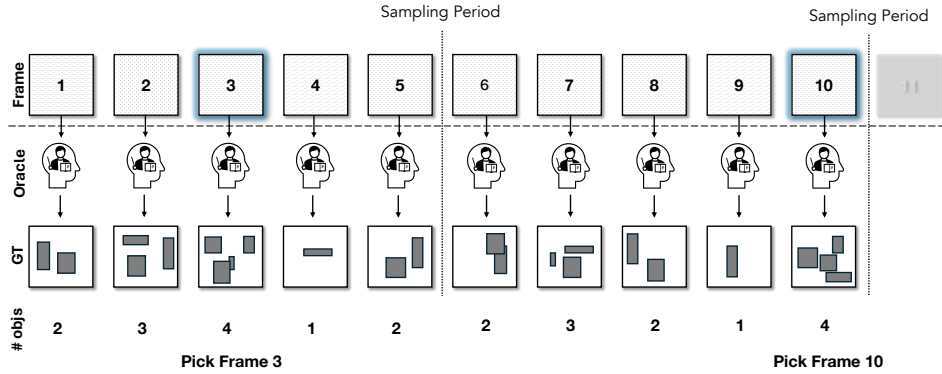 Sampling Period
Sampling Period
Frame
1 2 3 4 5 6 7 8 9 10 11
Oracle
GT
# objs
2 3 4 1 2 2 3 2 1 4
Pick Frame 3
Pick Frame 10